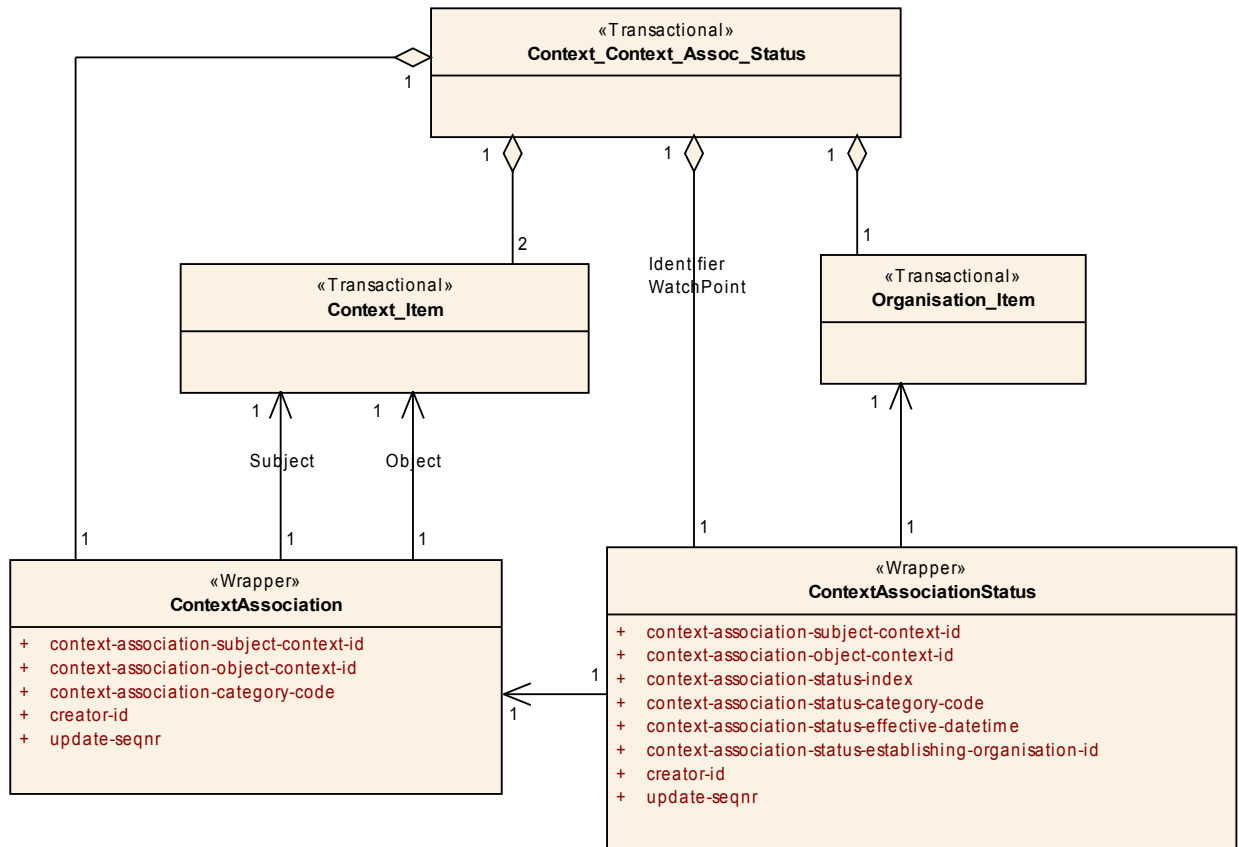 «Transactional»
Context_Context_Assoc_Status
1
1
1
1
2
1
Identifier
WatchPoint
«Transactional»
Context_Item
«Transactional»
Organisation_Item
1
1
1
Subject
Object
1
1
1
1
1
«Wrapper»
ContextAssociation
+ context-association-subject-context-id
+ context-association-object-context-id
+ context-association-category-code
+ creator-id
+ update-seqnr
1
1
«Wrapper»
ContextAssociationStatus
+ context-association-subject-context-id
+ context-association-object-context-id
+ context-association-status-index
+ context-association-status-category-code
+ context-association-status-effective-datetime
+ context-association-status-establishing-organisation-id
+ creator-id
+ update-seqnr